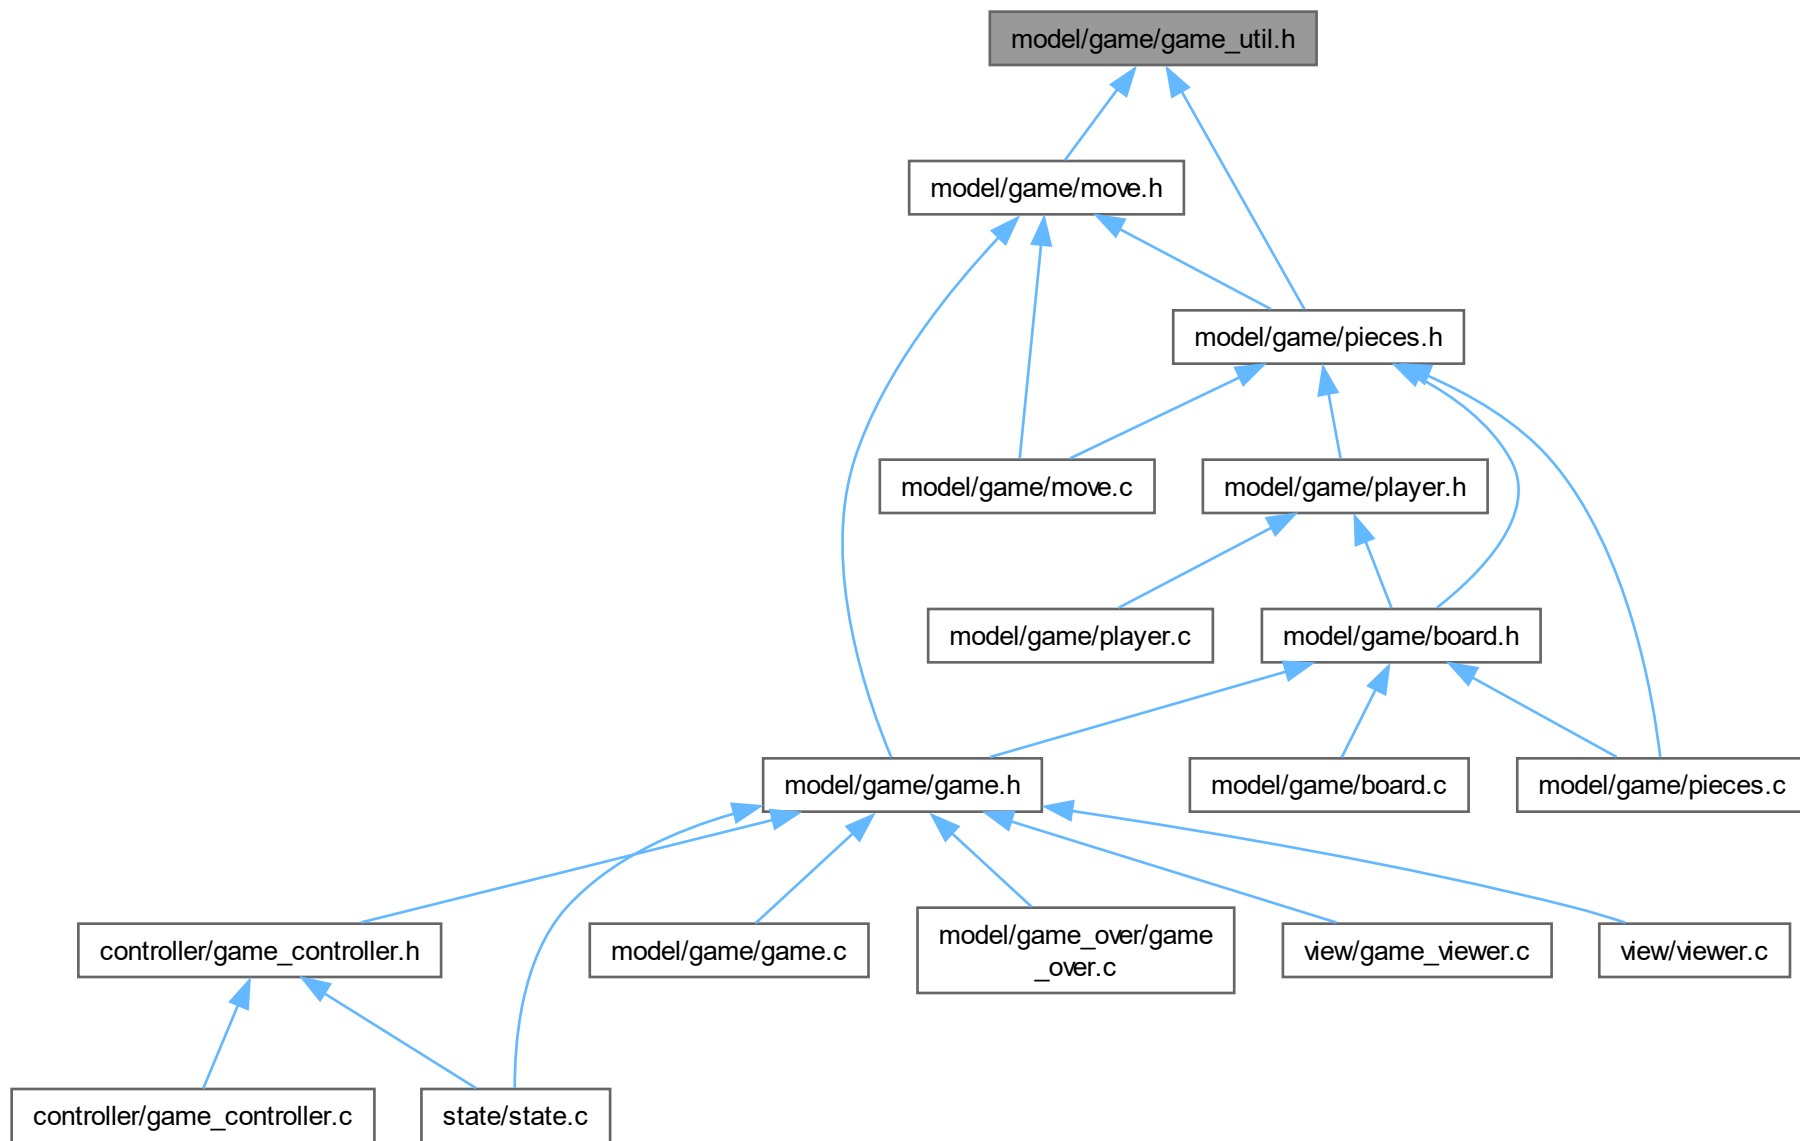 model/game/game_util.h
model/game/move.h
model/game/pieces.h
model/game/move.c
model/game/player.h
model/game/player.c
model/game/board.h
model/game/game.h
model/game/board.c
model/game/pieces.c
controller/game_controller.h
model/game/game.c
model/game_over/game
_over.c
view/game_viewer.c
view/viewer.c
controller/game_controller.c
state/state.c